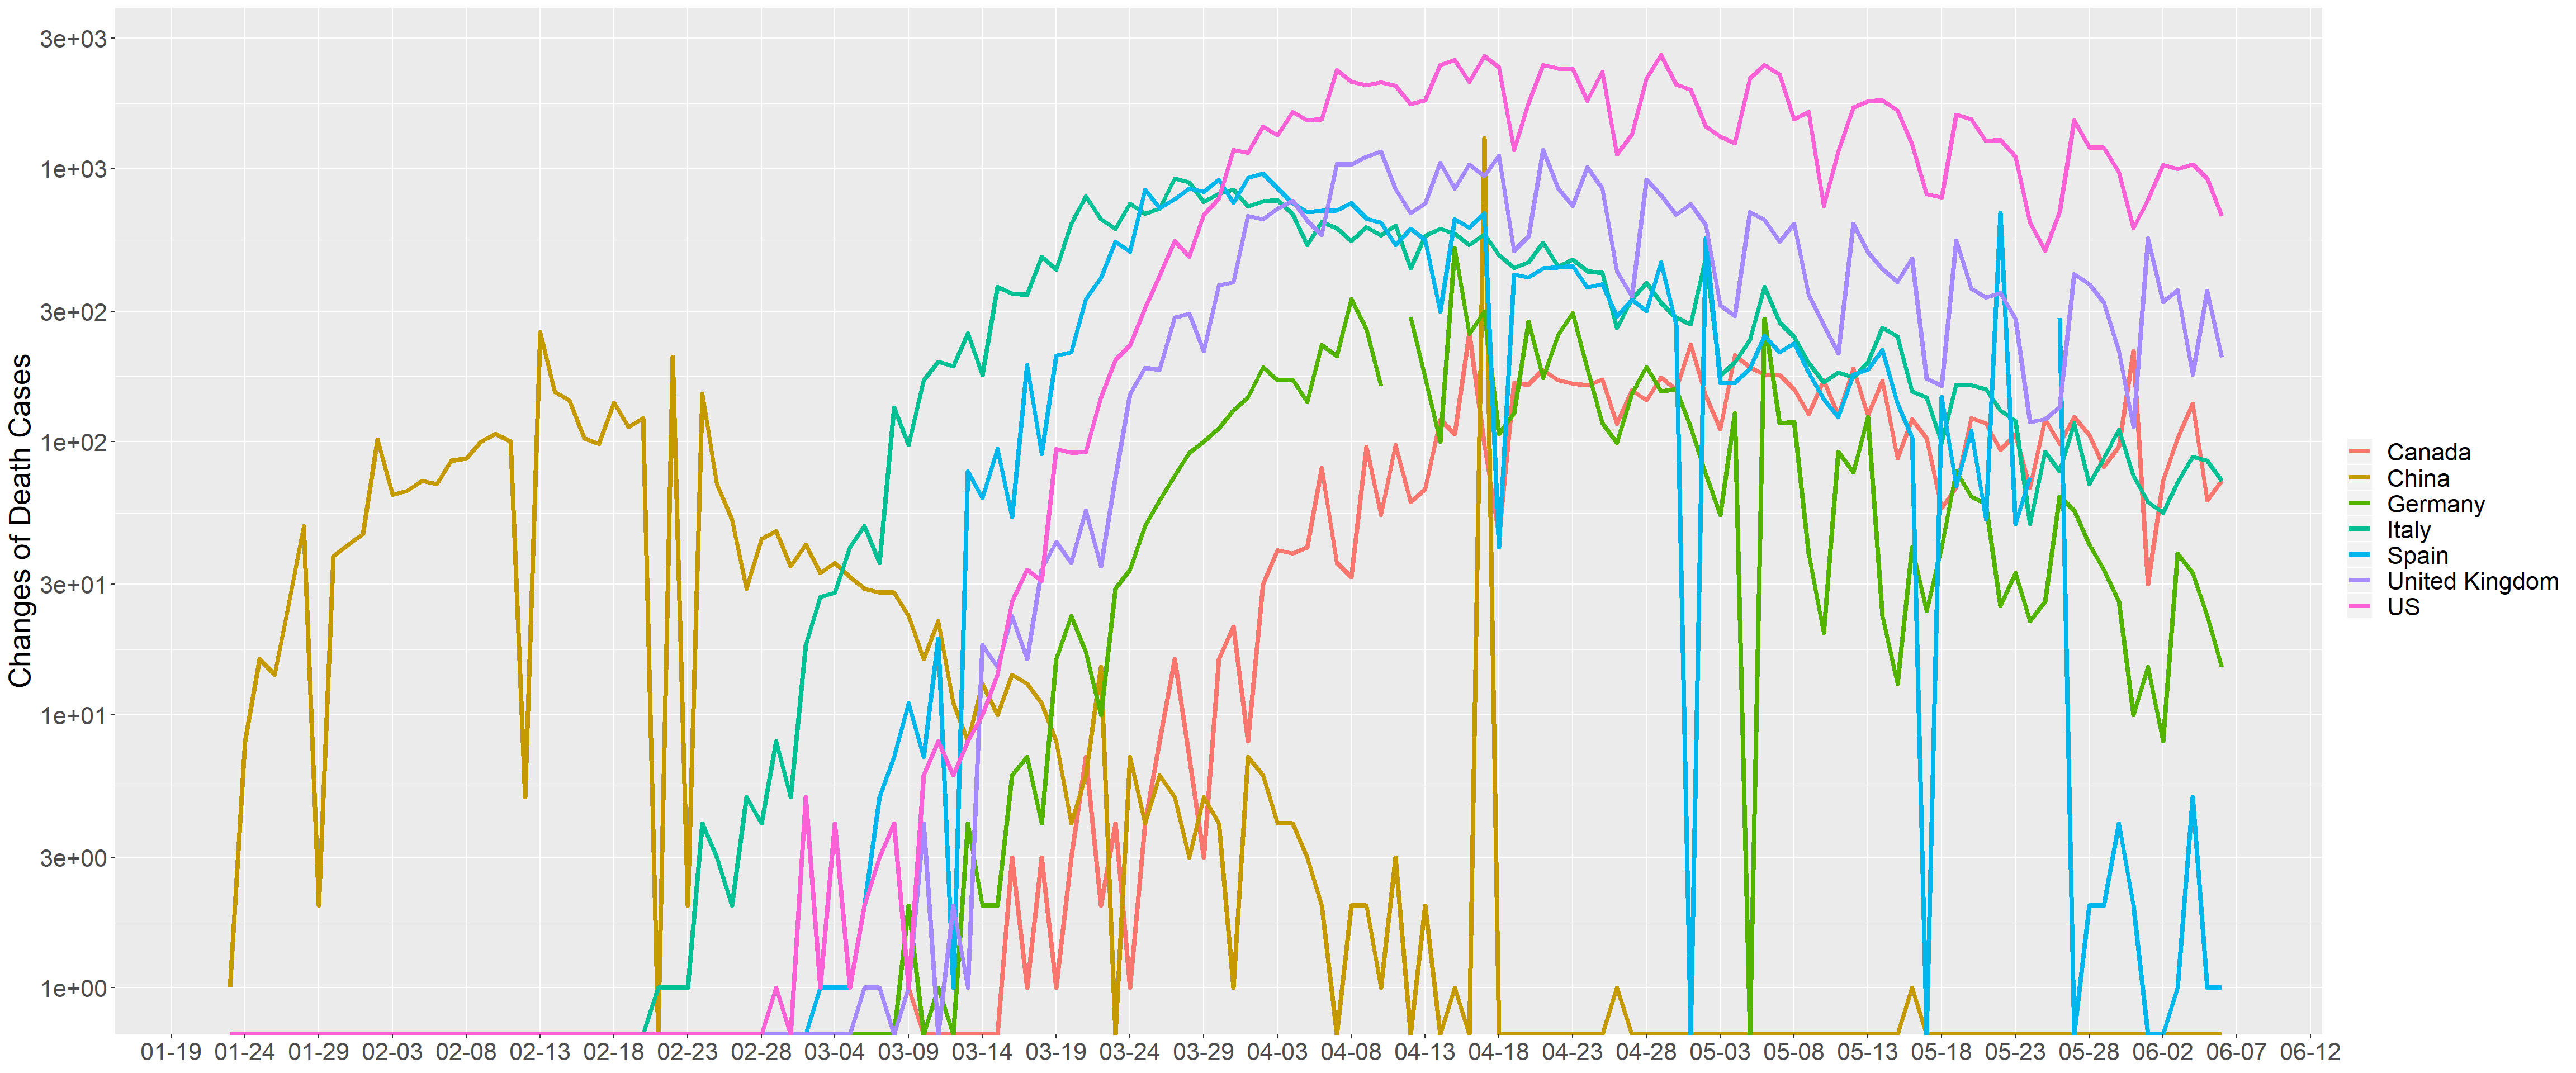 Changes of Death Cases
3e+03
1e+03
3e+02
1e+02
3e+01
1e+01
3e+00
1e+00
01-19 01-24 01-29 02-03 02-08 02-13 02-18 02-23 02-28 03-04 03-09 03-14 03-19 03-24 03-29 04-03 04-08 04-13 04-18 04-23 04-28 05-03 05-08 05-13 05-18 05-23 05-28 06-02 06-07 06-12
Canada
China
Germany
Italy
Spain
United Kingdom
US